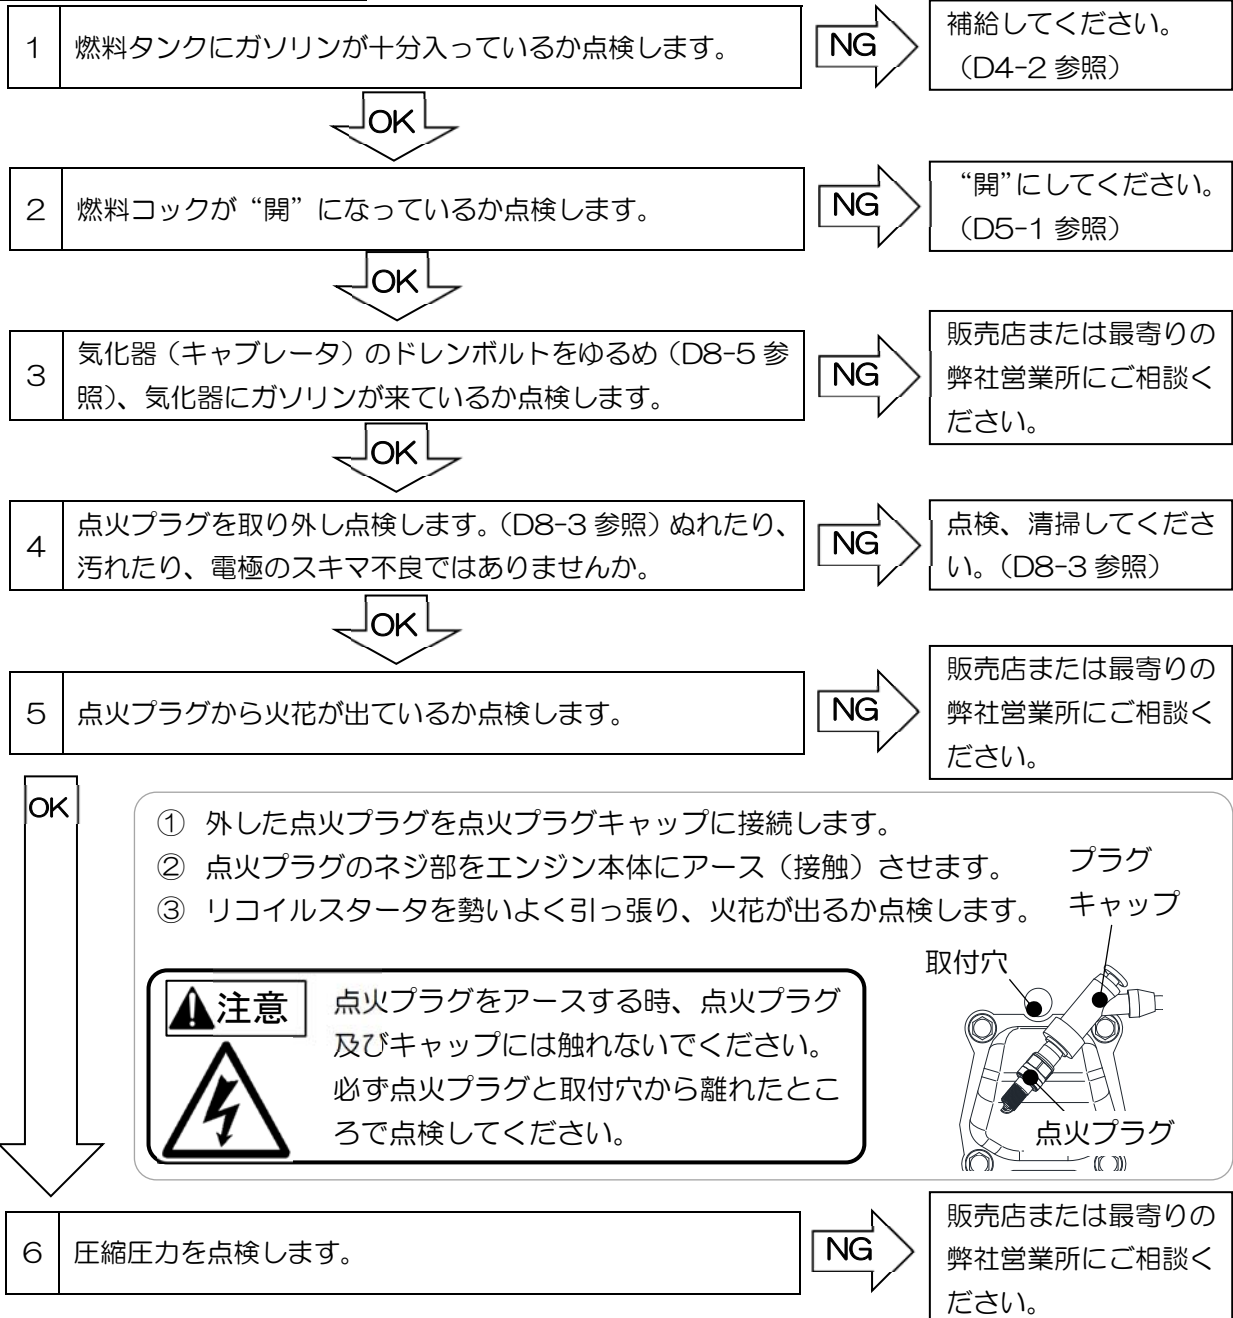 1 燃料タンクにガソリンが十分入っているか点検します。
NG
補給してください。
（D4-2 参照）
OK
2 燃料コックが“開”になっているか点検します。
NG
“開”にしてください。
（D5-1 参照）
OK
3 気化器（キャブレータ）のドレンボルトをゆるめ（D8-5 参
照）、気化器にガソリンが来ているか点検します。
NG
販売店または最寄りの
弊社営業所にご相談く
ださい。
OK
4 点火プラグを取り外し点検します。（D8-3 参照）ぬれたり、
汚れたり、電極のスキマ不良ではありませんか。
NG
点検、清掃してくださ
い。（D8-3 参照）
OK
5 点火プラグから火花が出ているか点検します。
NG
販売店または最寄りの
弊社営業所にご相談く
ださい。
OK
① 外した点火プラグを点火プラグキャップに接続します。
② 点火プラグのネジ部をエンジン本体にアース（接触）させます。
③ リコイルスタータを勢いよく引っ張り、火花が出るか点検します。
プラグ
キャップ
取付穴
点火プラグ
注意
点火プラグをアースする時、点火プラグ
及びキャップには触れないでください。
必ず点火プラグと取付穴から離れたとこ
ろで点検してください。
6 圧縮圧力を点検します。
NG
販売店または最寄りの
弊社営業所にご相談く
ださい。